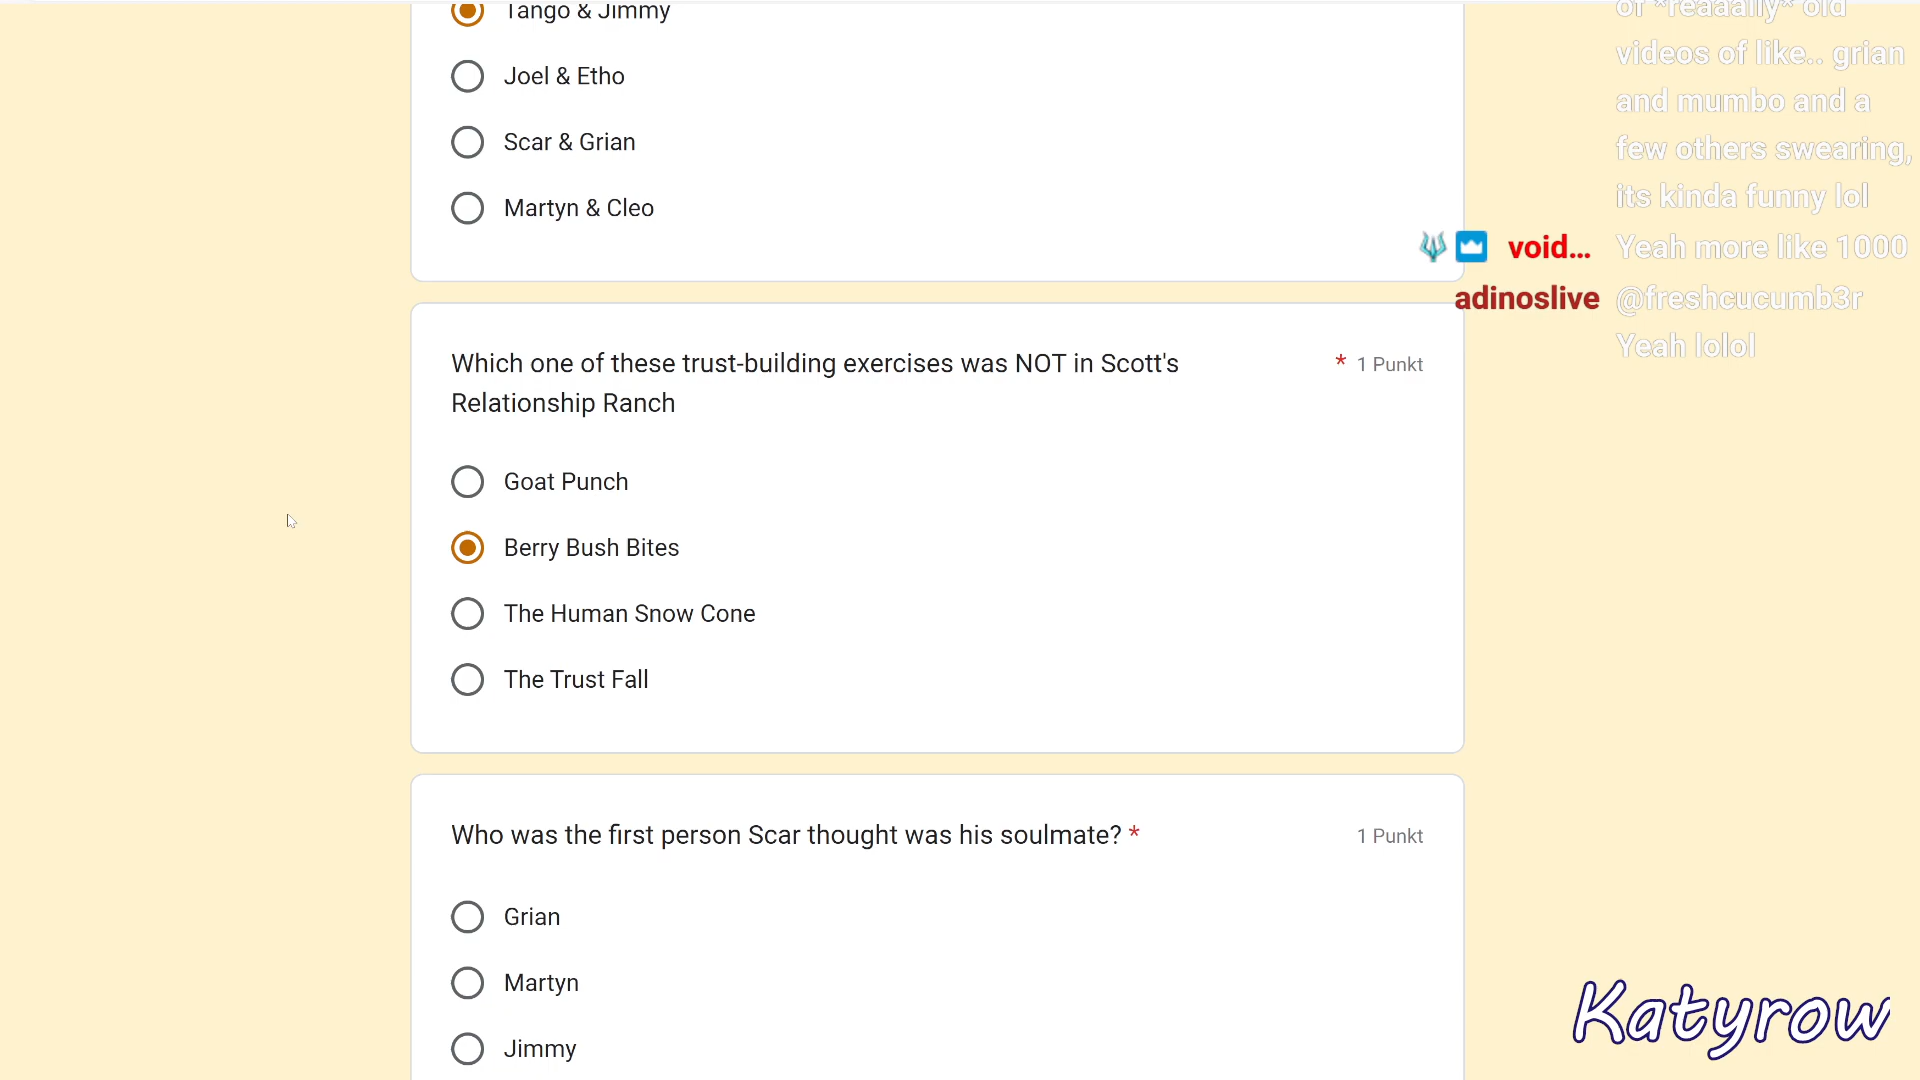 Tango & Jimmy
Joel & Etho
Scar & Grian
Martyn & Cleo
Which one of these trust-building exercises was NOT in Scott's
Relationship Ranch
* 1 Punkt
Goat Punch
Berry Bush Bites
The Human Snow Cone
The Trust Fall
Who was the first person Scar thought was his soulmate? *
1 Punkt
Grian
Martyn
Jimmy
of *reaaally* old
videos of like.. grian
and mumbo and a
few others swearing,
its kinda funny lol
void... Yeah more like 1000
adinoslive @freshcucumb3r
Yeah lolol
Katyrow